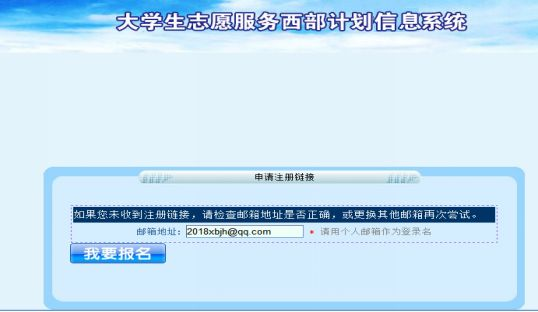 大学生志愿服务西部计划信息系统
申请注册链接
如果您未收到注册链接，请检查邮箱地址是否正确，或更换其他邮箱再次尝试。
邮箱地址：2018xbjh@qq.com * 请用个人邮箱作为登录名
我要报名